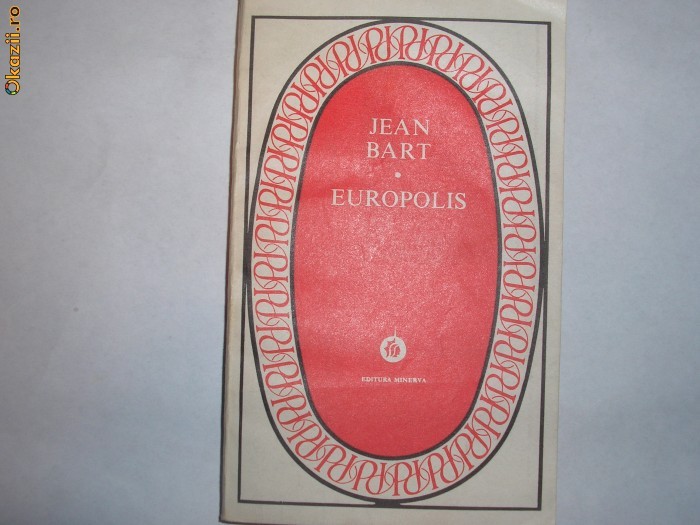 Okazii.ro
JEAN
BART
•
EUROPOLIS
EDITURA MINERVA